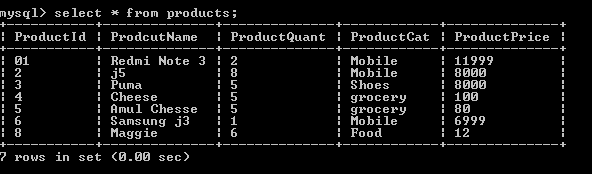 mysql> select * from products;
ProductId | ProdcutName | ProductQuant | ProductCat | ProductPrice
01 | Redmi Note 3 | 2 | Mobile | 11999
2 | j5 | 8 | Mobile | 8000
3 | Puma | 5 | Shoes | 8000
4 | Cheese | 5 | grocery | 100
5 | Amul Chesse | 5 | grocery | 80
6 | Samsung j3 | 1 | Mobile | 6999
8 | Maggie | 6 | Food | 12
7 rows in set (0.00 sec)